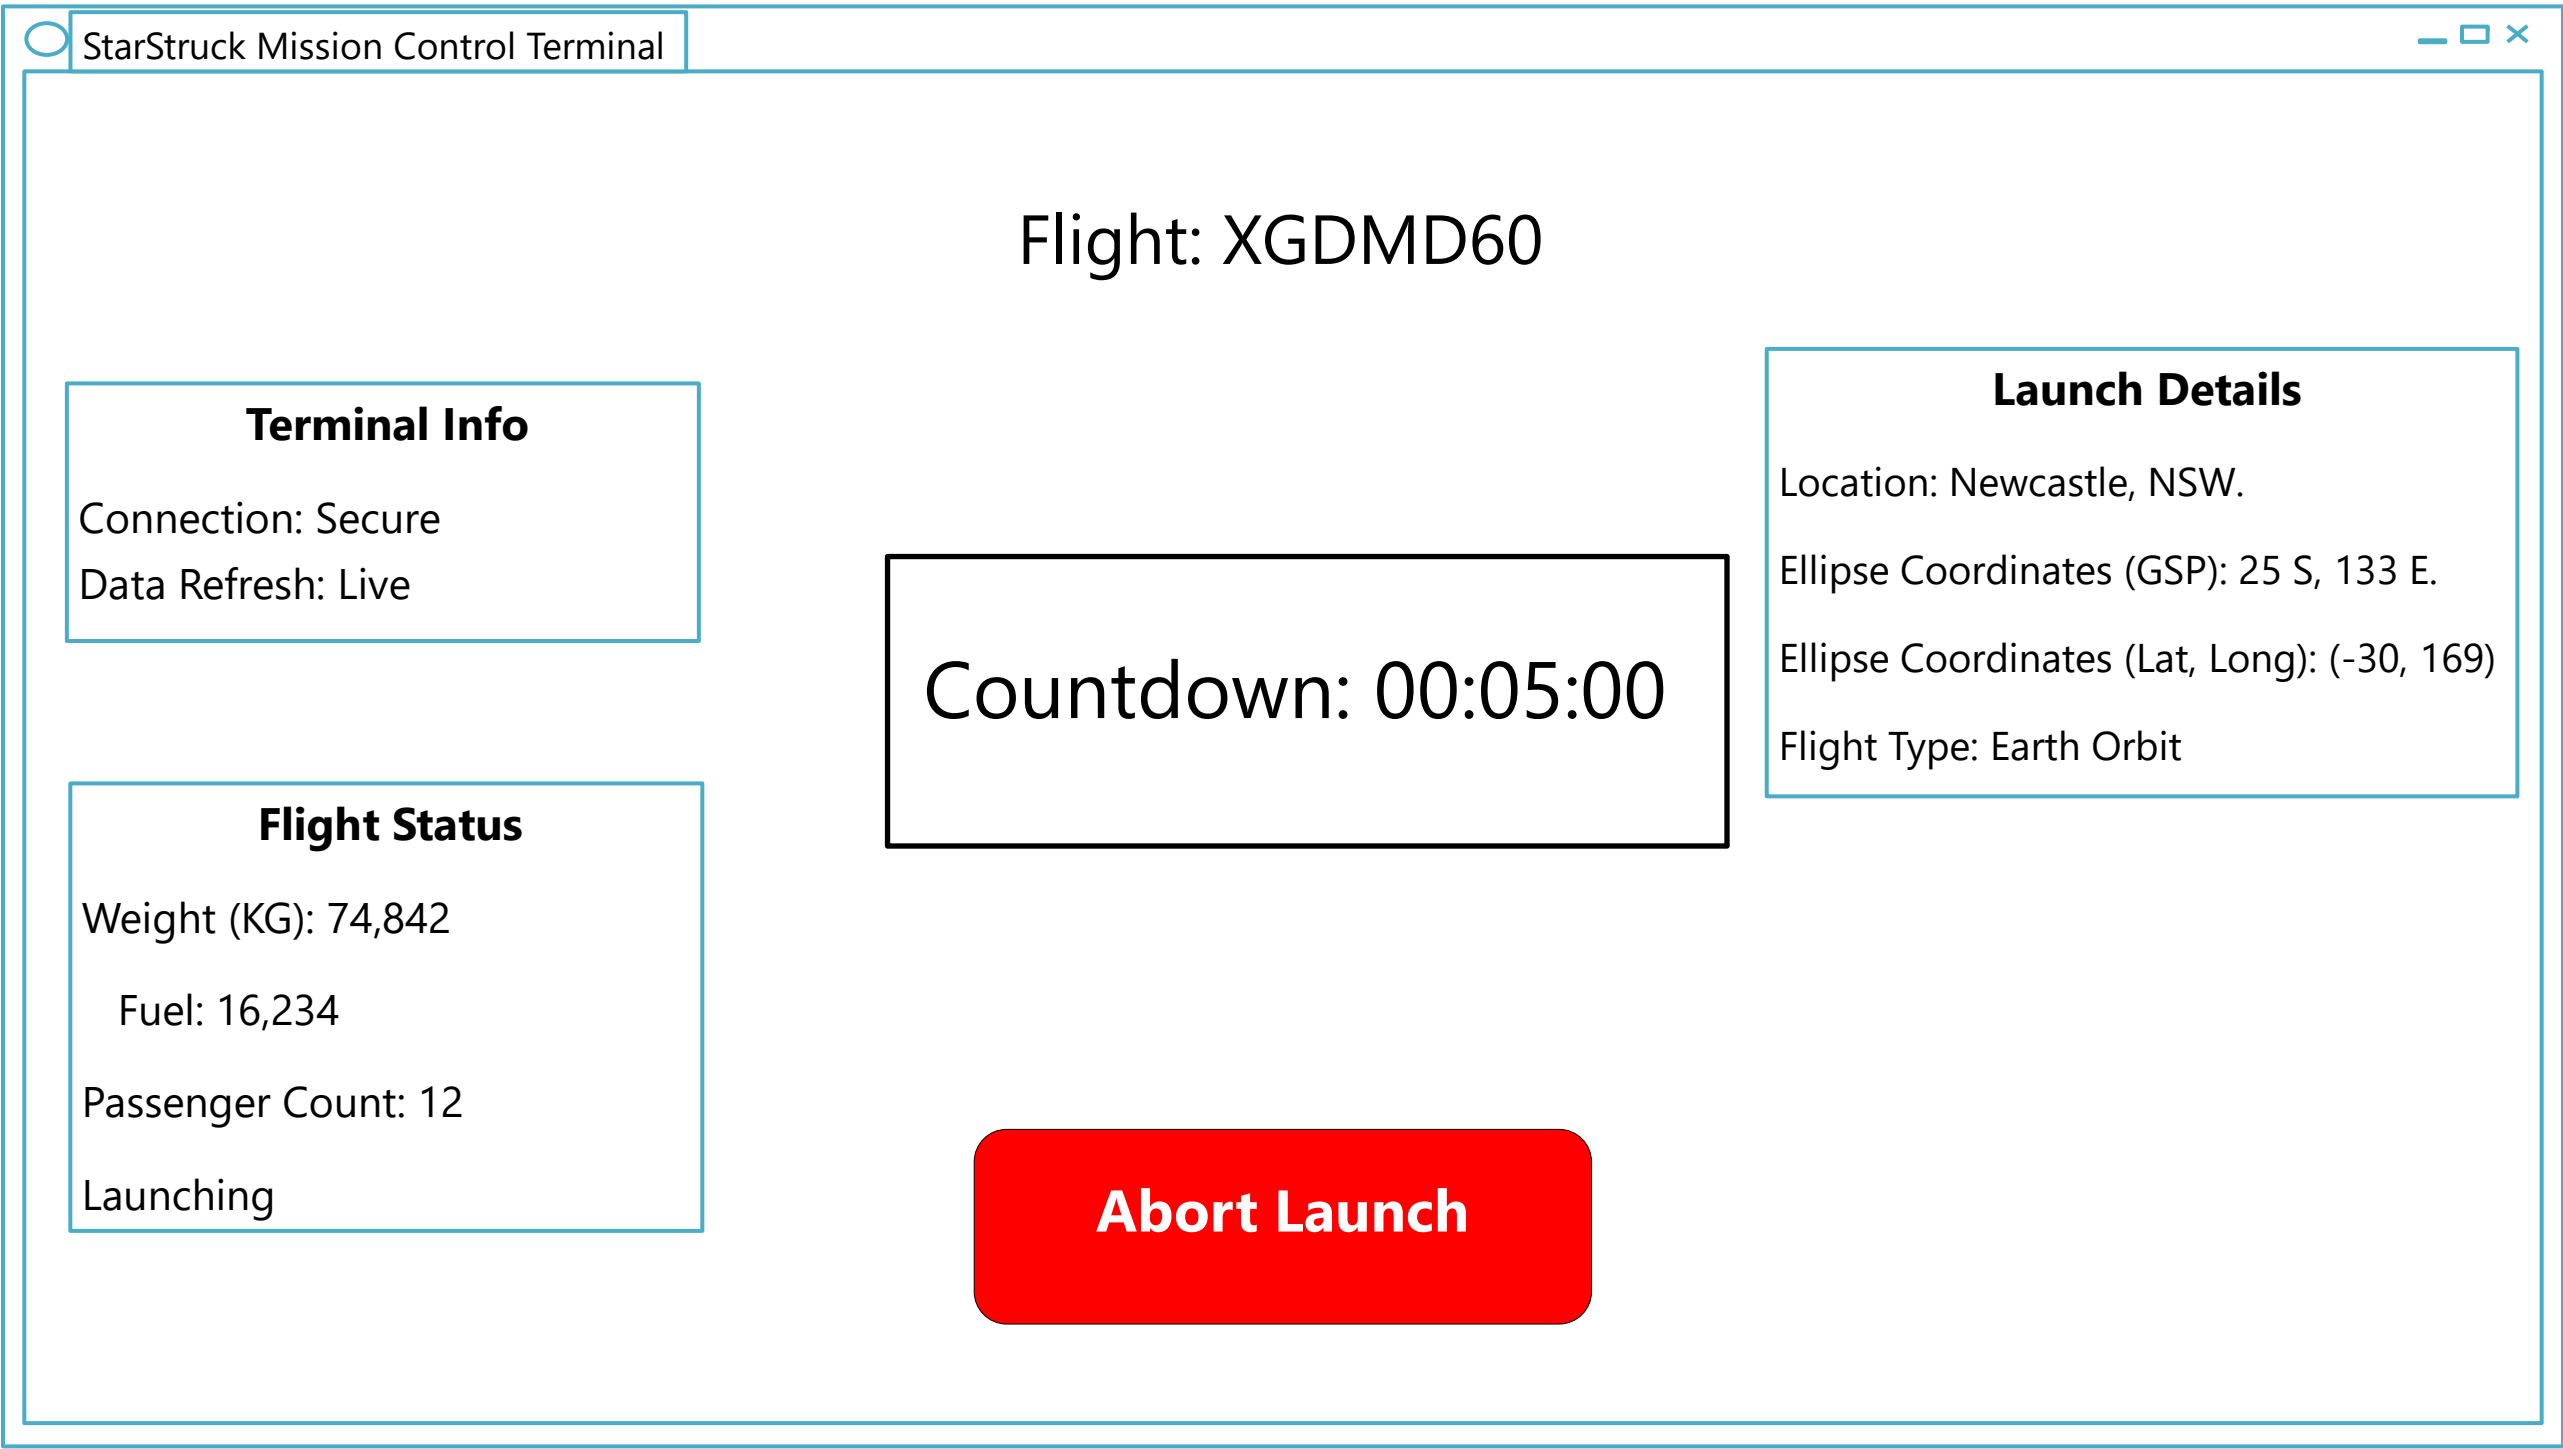 StarStruck Mission Control Terminal
Flight: XGDMD60
Terminal Info
Connection: Secure
Data Refresh: Live
Flight Status
Weight (KG): 74,842
Fuel: 16,234
Passenger Count: 12
Launching
Countdown: 00:05:00
Abort Launch
Launch Details
Location: Newcastle, NSW.
Ellipse Coordinates (GSP): 25 S, 133 E.
Ellipse Coordinates (Lat, Long): (-30, 169)
Flight Type: Earth Orbit